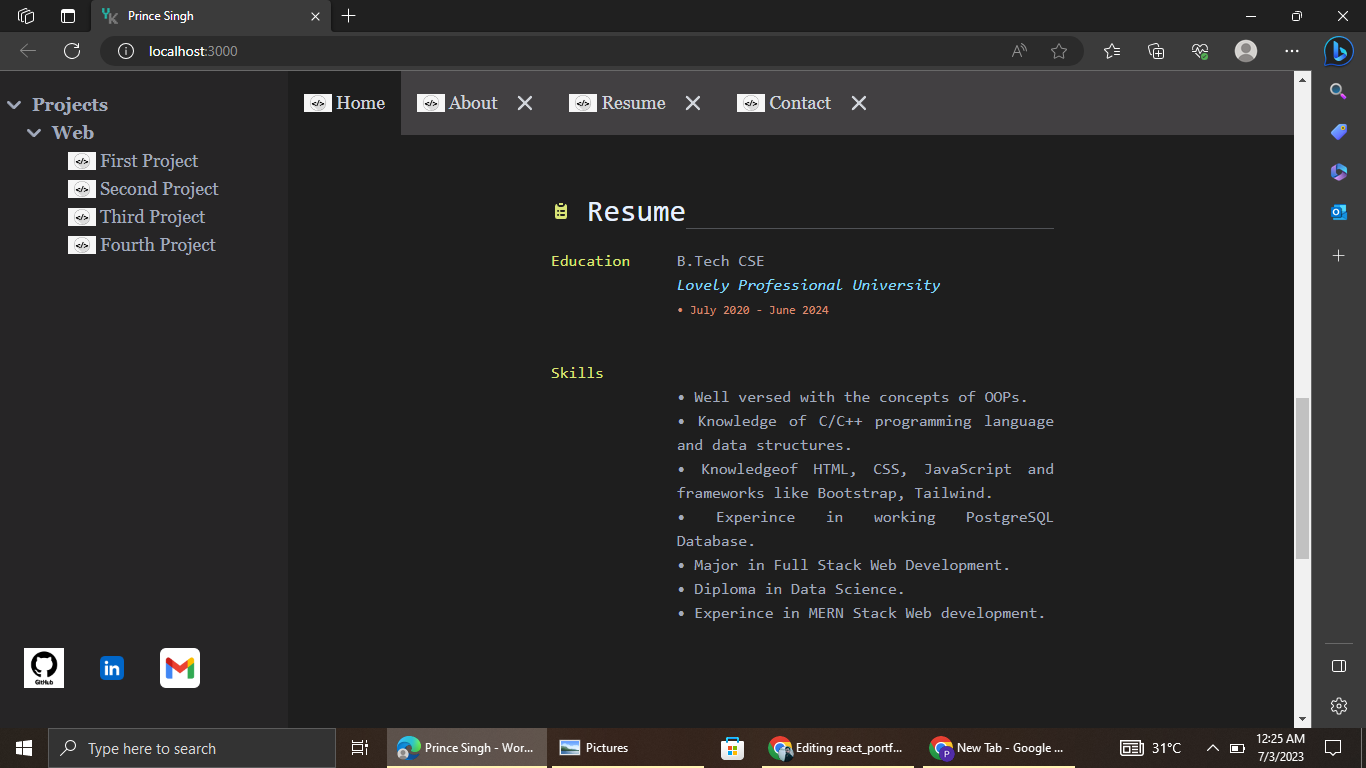 Prince Singh
localhost:3000
Projects
Web
First Project
Second Project
Third Project
Fourth Project
GitHub
in
Home
About
Resume
Contact
Resume
Education
B.Tech CSE
Lovely Professional University
• July 2020 - June 2024
Skills
• Well versed with the concepts of OOPs.
• Knowledge of C/C++ programming language
and data structures.
• Knowledgeof HTML, CSS, JavaScript and
frameworks like Bootstrap, Tailwind.
• Experince in working PostgreSQL
Database.
• Major in Full Stack Web Development.
• Diploma in Data Science.
• Experince in MERN Stack Web development.
Type here to search
Prince Singh - Wor...
Pictures
Editing react_portf...
New Tab - Google ...
31°C
12:25 AM
7/3/2023